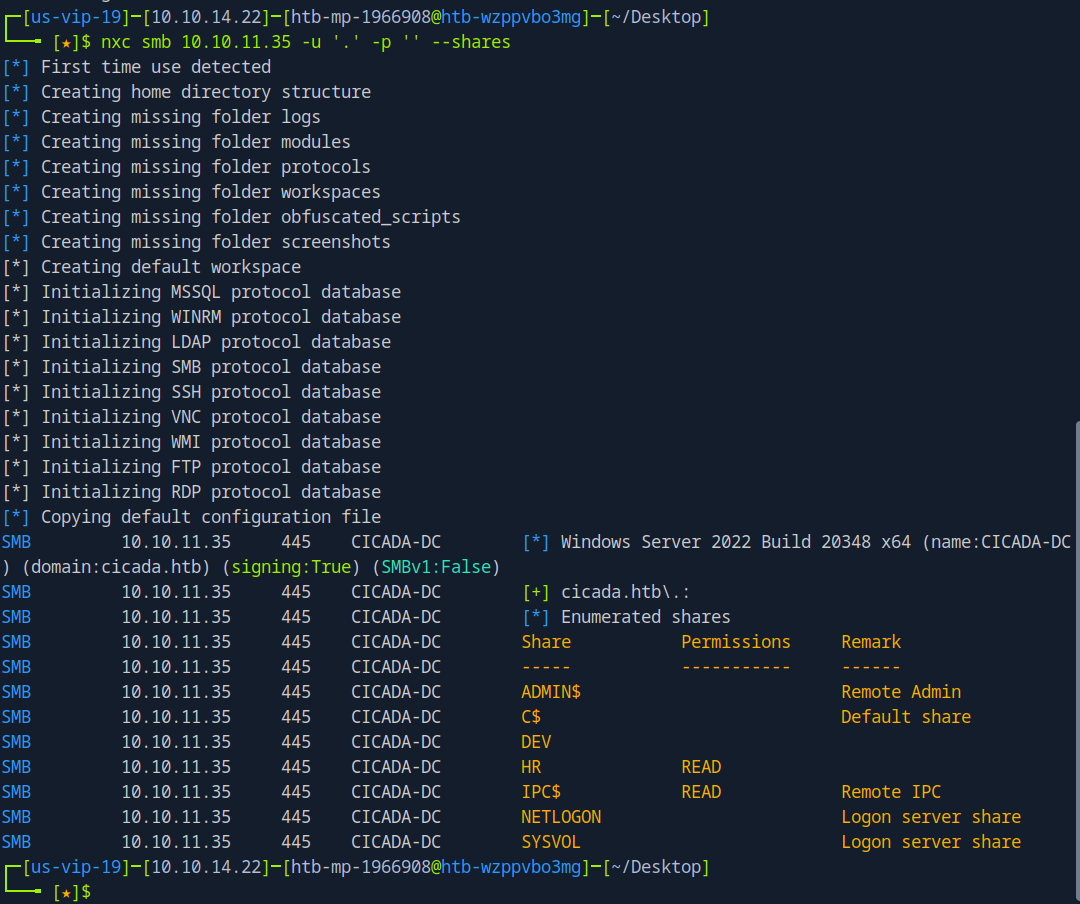 ┌─[us-vip-19]─[10.10.14.22]─[htb-mp-1966908@htb-wzppvbo3mg]─[~/Desktop]
└──╼ [★]$ nxc smb 10.10.11.35 -u '.' -p '' --shares
[*] First time use detected
[*] Creating home directory structure
[*] Creating missing folder logs
[*] Creating missing folder modules
[*] Creating missing folder protocols
[*] Creating missing folder workspaces
[*] Creating missing folder obfuscated_scripts
[*] Creating missing folder screenshots
[*] Creating default workspace
[*] Initializing MSSQL protocol database
[*] Initializing WINRM protocol database
[*] Initializing LDAP protocol database
[*] Initializing SMB protocol database
[*] Initializing SSH protocol database
[*] Initializing VNC protocol database
[*] Initializing WMI protocol database
[*] Initializing FTP protocol database
[*] Initializing RDP protocol database
[*] Copying default configuration file
SMB         10.10.11.35     445    CICADA-DC        [*] Windows Server 2022 Build 20348 x64 (name:CICADA-DC
) (domain:cicada.htb) (signing:True) (SMBv1:False)
SMB         10.10.11.35     445    CICADA-DC        [+] cicada.htb\.:
SMB         10.10.11.35     445    CICADA-DC        [*] Enumerated shares
SMB         10.10.11.35     445    CICADA-DC        Share           Permissions     Remark
SMB         10.10.11.35     445    CICADA-DC        -----           -----------     ------
SMB         10.10.11.35     445    CICADA-DC        ADMIN$                          Remote Admin
SMB         10.10.11.35     445    CICADA-DC        C$                              Default share
SMB         10.10.11.35     445    CICADA-DC        DEV
SMB         10.10.11.35     445    CICADA-DC        HR              READ
SMB         10.10.11.35     445    CICADA-DC        IPC$            READ            Remote IPC
SMB         10.10.11.35     445    CICADA-DC        NETLOGON                        Logon server share
SMB         10.10.11.35     445    CICADA-DC        SYSVOL                          Logon server share
┌─[us-vip-19]─[10.10.14.22]─[htb-mp-1966908@htb-wzppvbo3mg]─[~/Desktop]
└──╼ [★]$